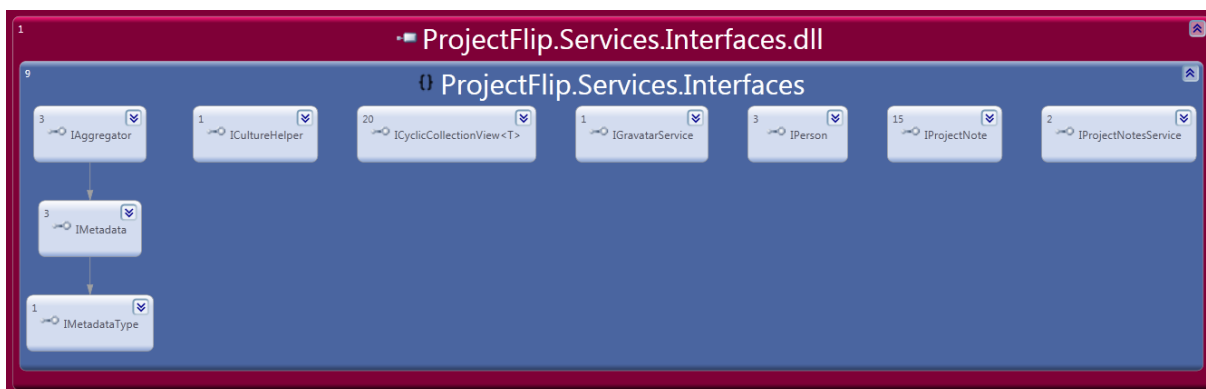 1
ProjectFlip.Services.Interfaces.dll
9
{} ProjectFlip.Services.Interfaces
3
IAggregator
1
ICultureHelper
20
ICyclicCollectionView<T>
1
IGravatarService
3
IPerson
15
IProjectNote
2
IProjectNotesService
3
IMetadata
1
IMetadataType